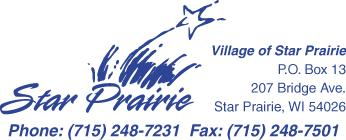 Village of Star Prairie
P.O. Box 13
207 Bridge Ave.
Star Prairie, WI 54026
Star Prairie
Phone: (715) 248-7231 Fax: (715) 248-7501